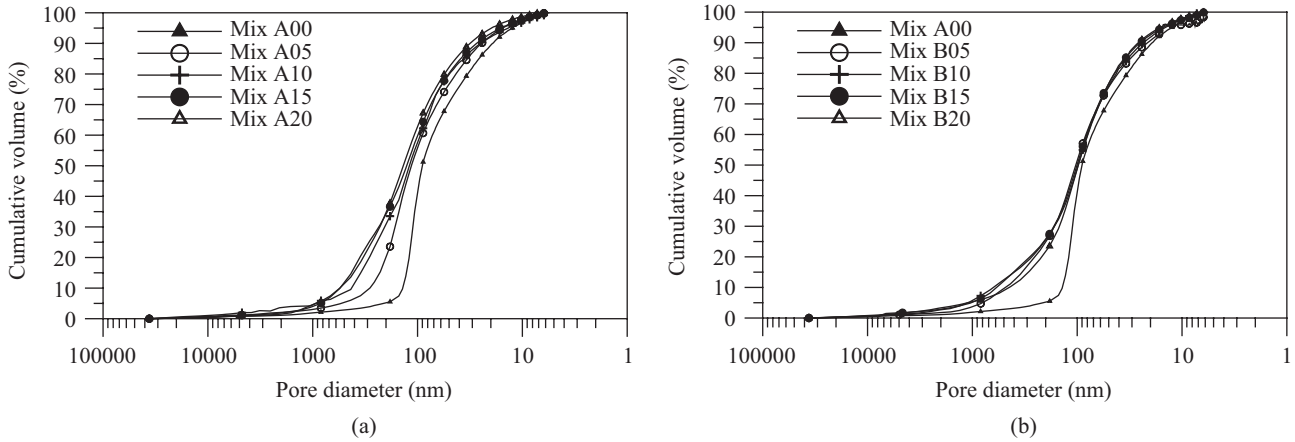 Cumulative volume (%)
100
90
80
70
60
50
40
30
20
10
0
Mix A00
Mix A05
Mix A10
Mix A15
Mix A20
100000 10000 1000 100 10 1
Pore diameter (nm)
(a)
Cumulative volume (%)
100
90
80
70
60
50
40
30
20
10
0
Mix A00
Mix B05
Mix B10
Mix B15
Mix B20
100000 10000 1000 100 10 1
Pore diameter (nm)
(b)